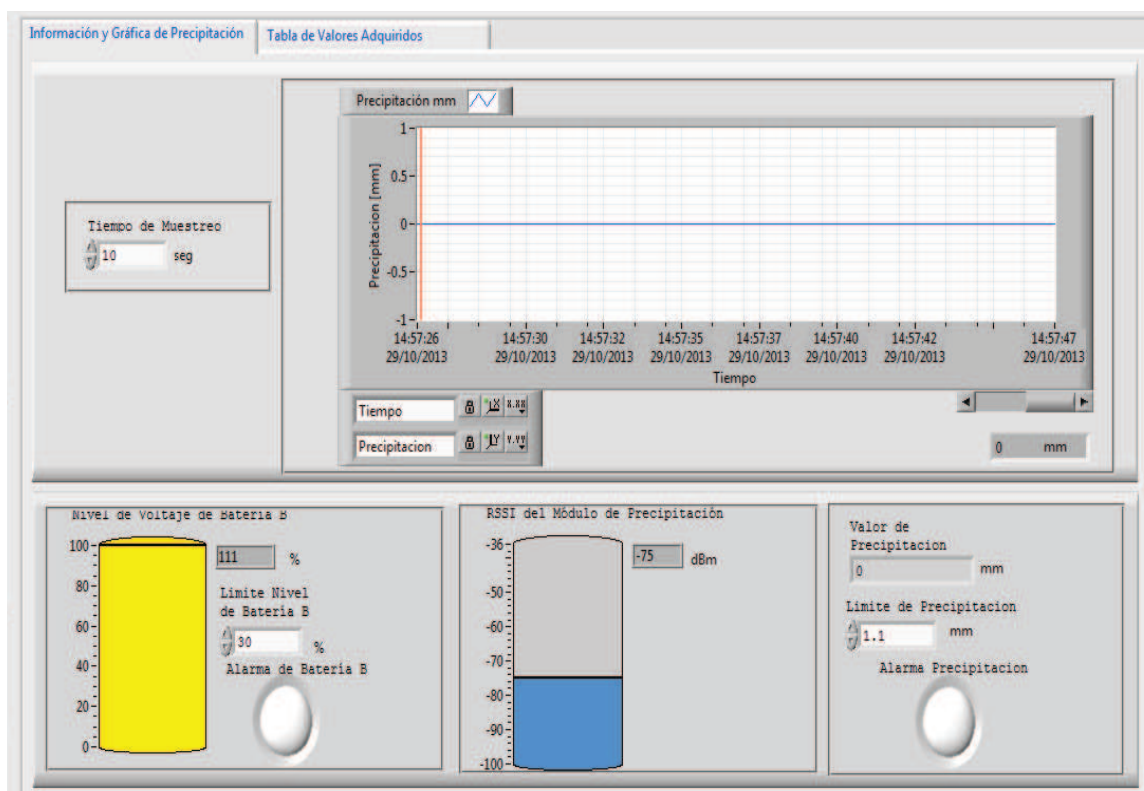 Información y Gráfica de Precipitación
Tabla de Valores Adquiridos
Precipitación mm
1
0.5
0
-0.5
-1
Precipitacion [mm]
14:57:26 14:57:30 14:57:32 14:57:35 14:57:37 14:57:40 14:57:42 14:57:47
29/10/2013 29/10/2013 29/10/2013 29/10/2013 29/10/2013 29/10/2013 29/10/2013 29/10/2013
Tiempo
Tiempo de Muestreo
10 seg
Tiempo
X X.XX
Precipitacion
Y Y.YY
0 mm
Nivel de Voltaje de Batería B
100
80
60
40
20
0
111 %
Limite Nivel
de Batería B
30 %
Alarma de Batería B
RSSI del Módulo de Precipitación
-36
-50
-60
-70
-80
-90
-100
-75 dBm
Valor de
Precipitacion
0 mm
Limite de Precipitacion
1.1 mm
Alarma Precipitacion